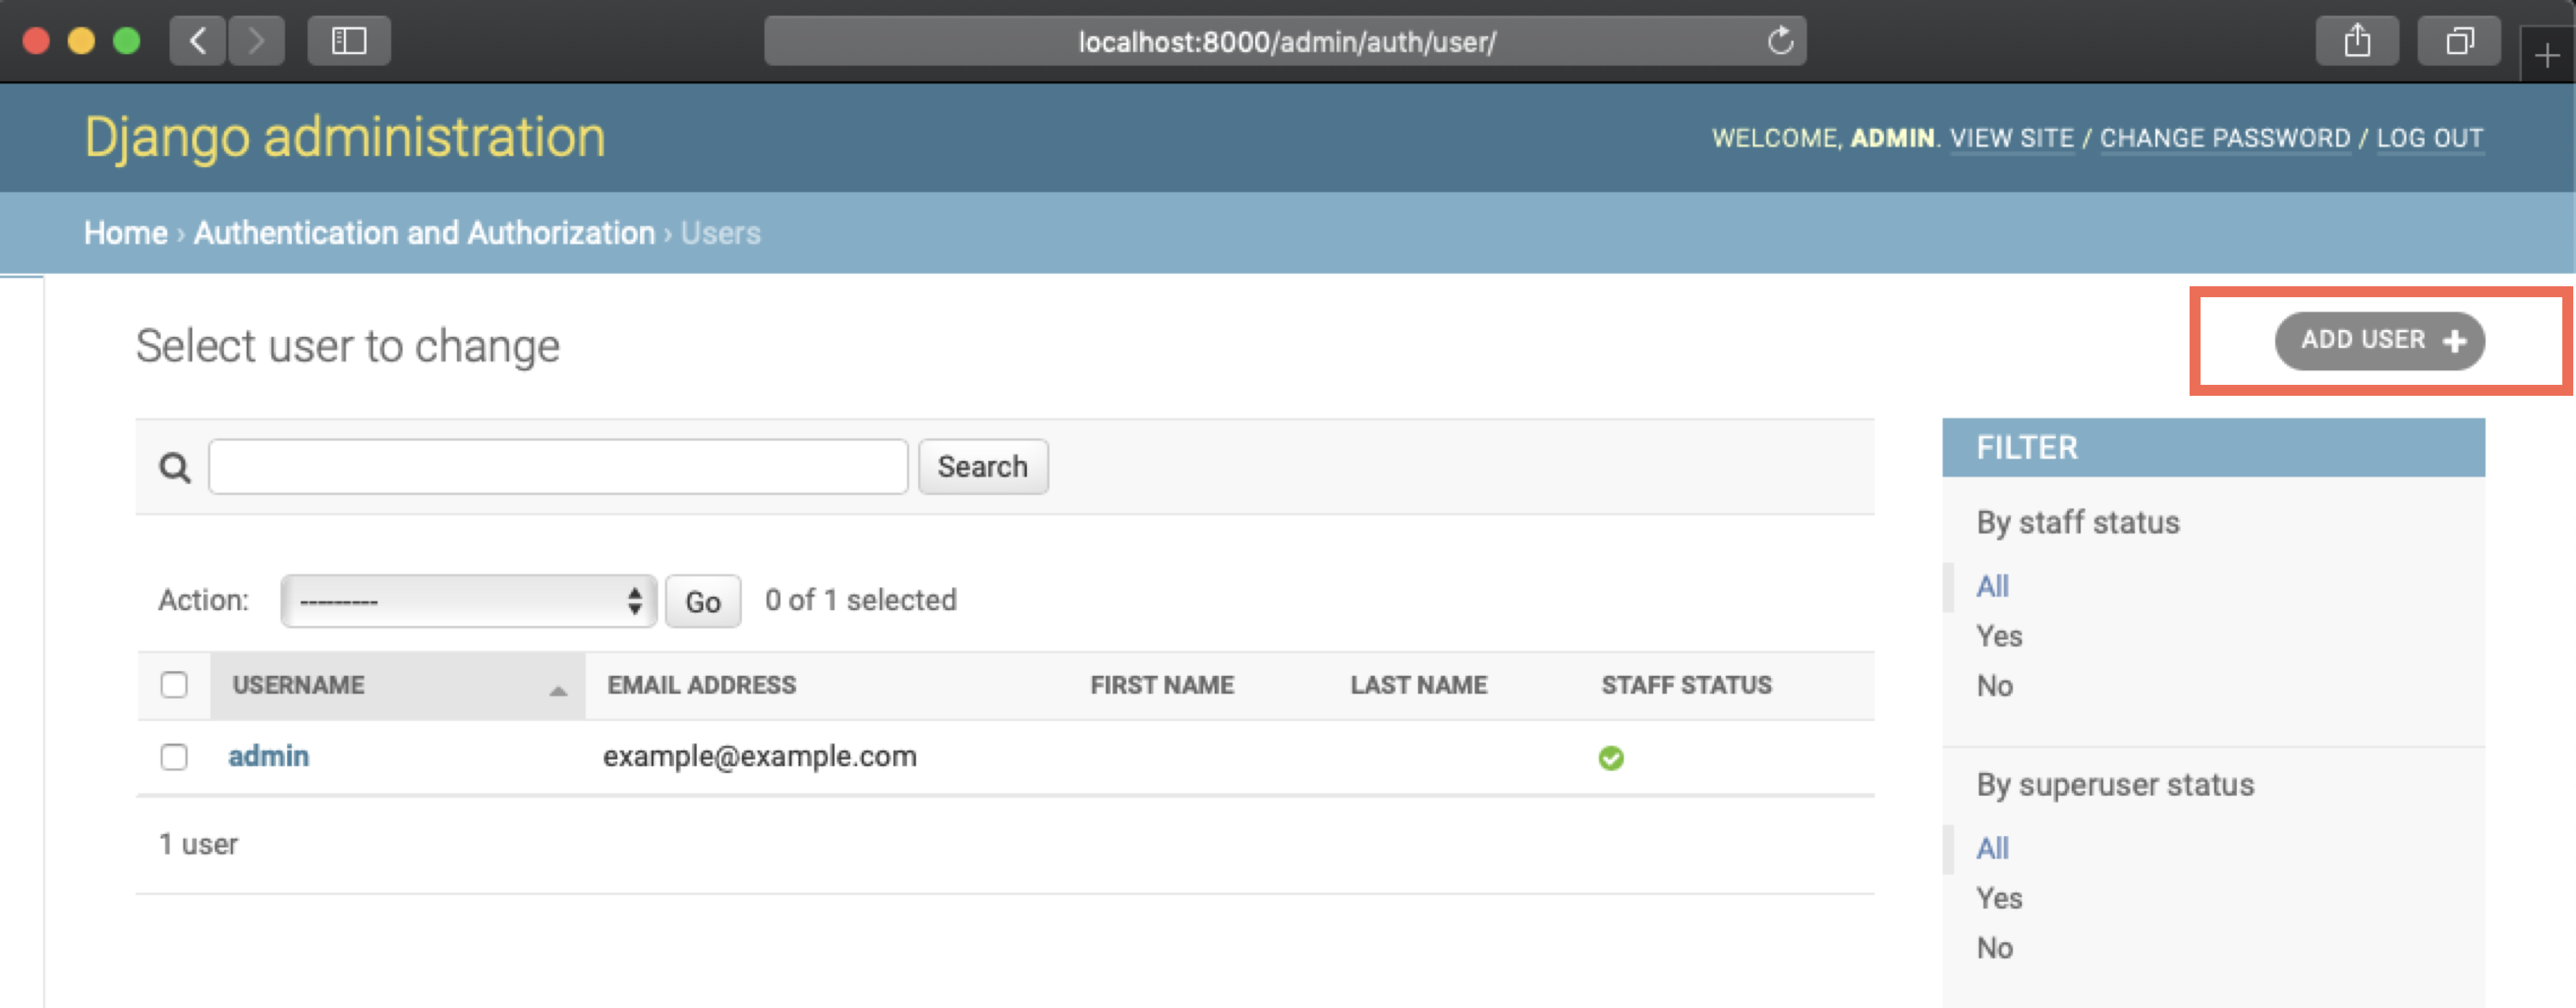 localhost:8000/admin/auth/user/
Django administration
WELCOME, ADMIN. VIEW SITE / CHANGE PASSWORD / LOG OUT
Home › Authentication and Authorization › Users
Select user to change
ADD USER +
Search
FILTER
By staff status
All
Yes
No
By superuser status
All
Yes
No
Action: --------- Go 0 of 1 selected
USERNAME EMAIL ADDRESS FIRST NAME LAST NAME STAFF STATUS
admin example@example.com
1 user